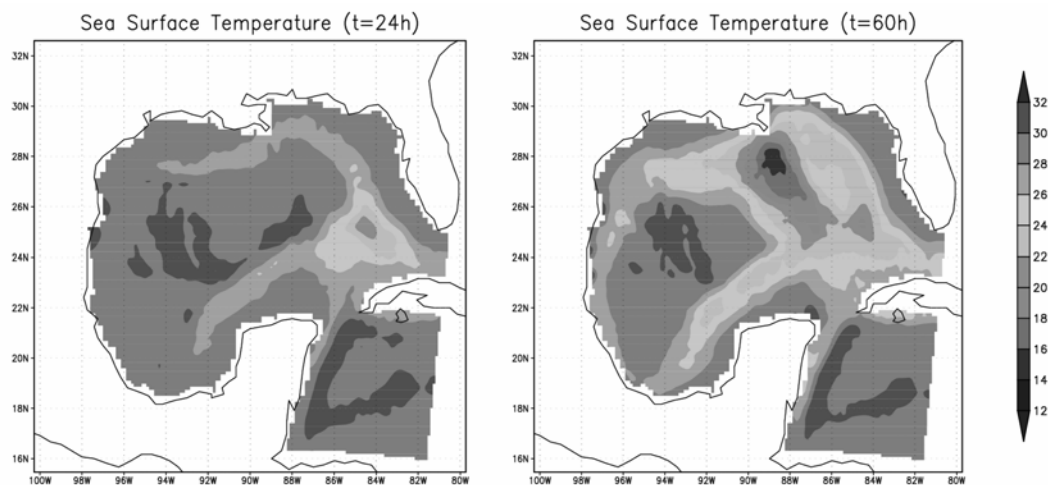 Sea Surface Temperature (t=24h)
32N
30N
28N
26N
24N
22N
20N
18N
16N
100W 98W 96W 94W 92W 90W 88W 86W 84W 82W 80W
Sea Surface Temperature (t=60h)
32N
30N
28N
26N
24N
22N
20N
18N
16N
100W 98W 96W 94W 92W 90W 88W 86W 84W 82W 80W
32
30
28
26
24
22
20
18
16
14
12